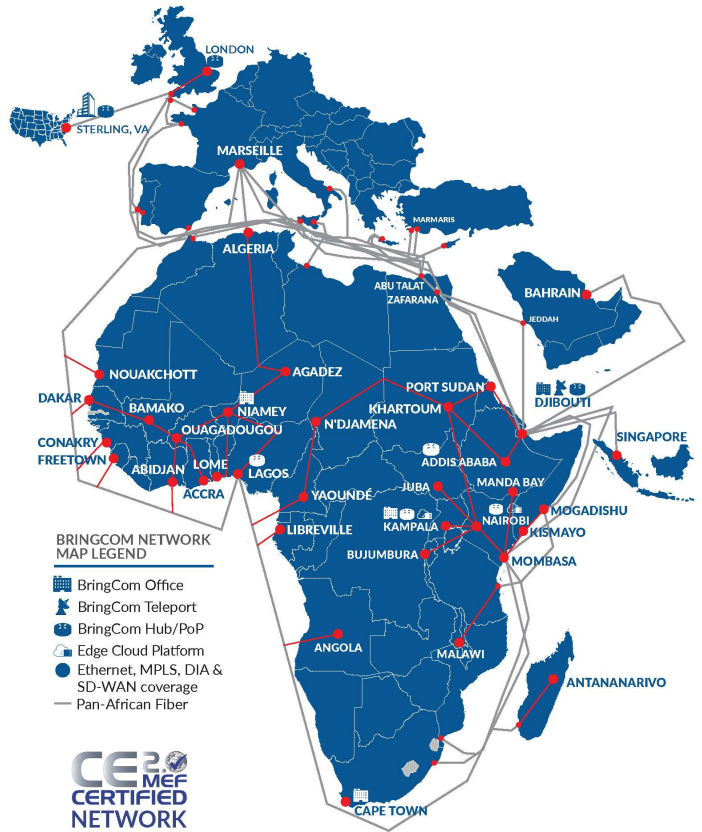 LONDON
STERLING, VA
MARSEILLE
MARMARIS
ALGERIA
ABU TALAT
ZAFARANA
BAHRAIN
JEDDAH
NOUAKCHOTT
AGADEZ
PORT SUDAN
DJIBOUTI
DAKAR
BAMAKO
NIAMEY
KHARTOUM
OUAGADOUGOU
N'DJAMENA
CONAKRY
SINGAPORE
FREETOWN
ABIDJAN
LOME
LAGOS
ADDIS ABABA
ACCRA
JUBA
MANDA BAY
YAOUNDÉ
MOGADISHU
LIBREVILLE
KAMPALA
NAIROBI
KISMAYO
BUJUMBURA
MOMBASA
BRINGCOM NETWORK
MAP LEGEND
BringCom Office
BringCom Teleport
BringCom Hub/PoP
Edge Cloud Platform
Ethernet, MPLS, DIA &
SD-WAN coverage
Pan-African Fiber
ANGOLA
MALAWI
ANTANANARIVO
CAPE TOWN
CE 2.0
MEF
CERTIFIED
NETWORK